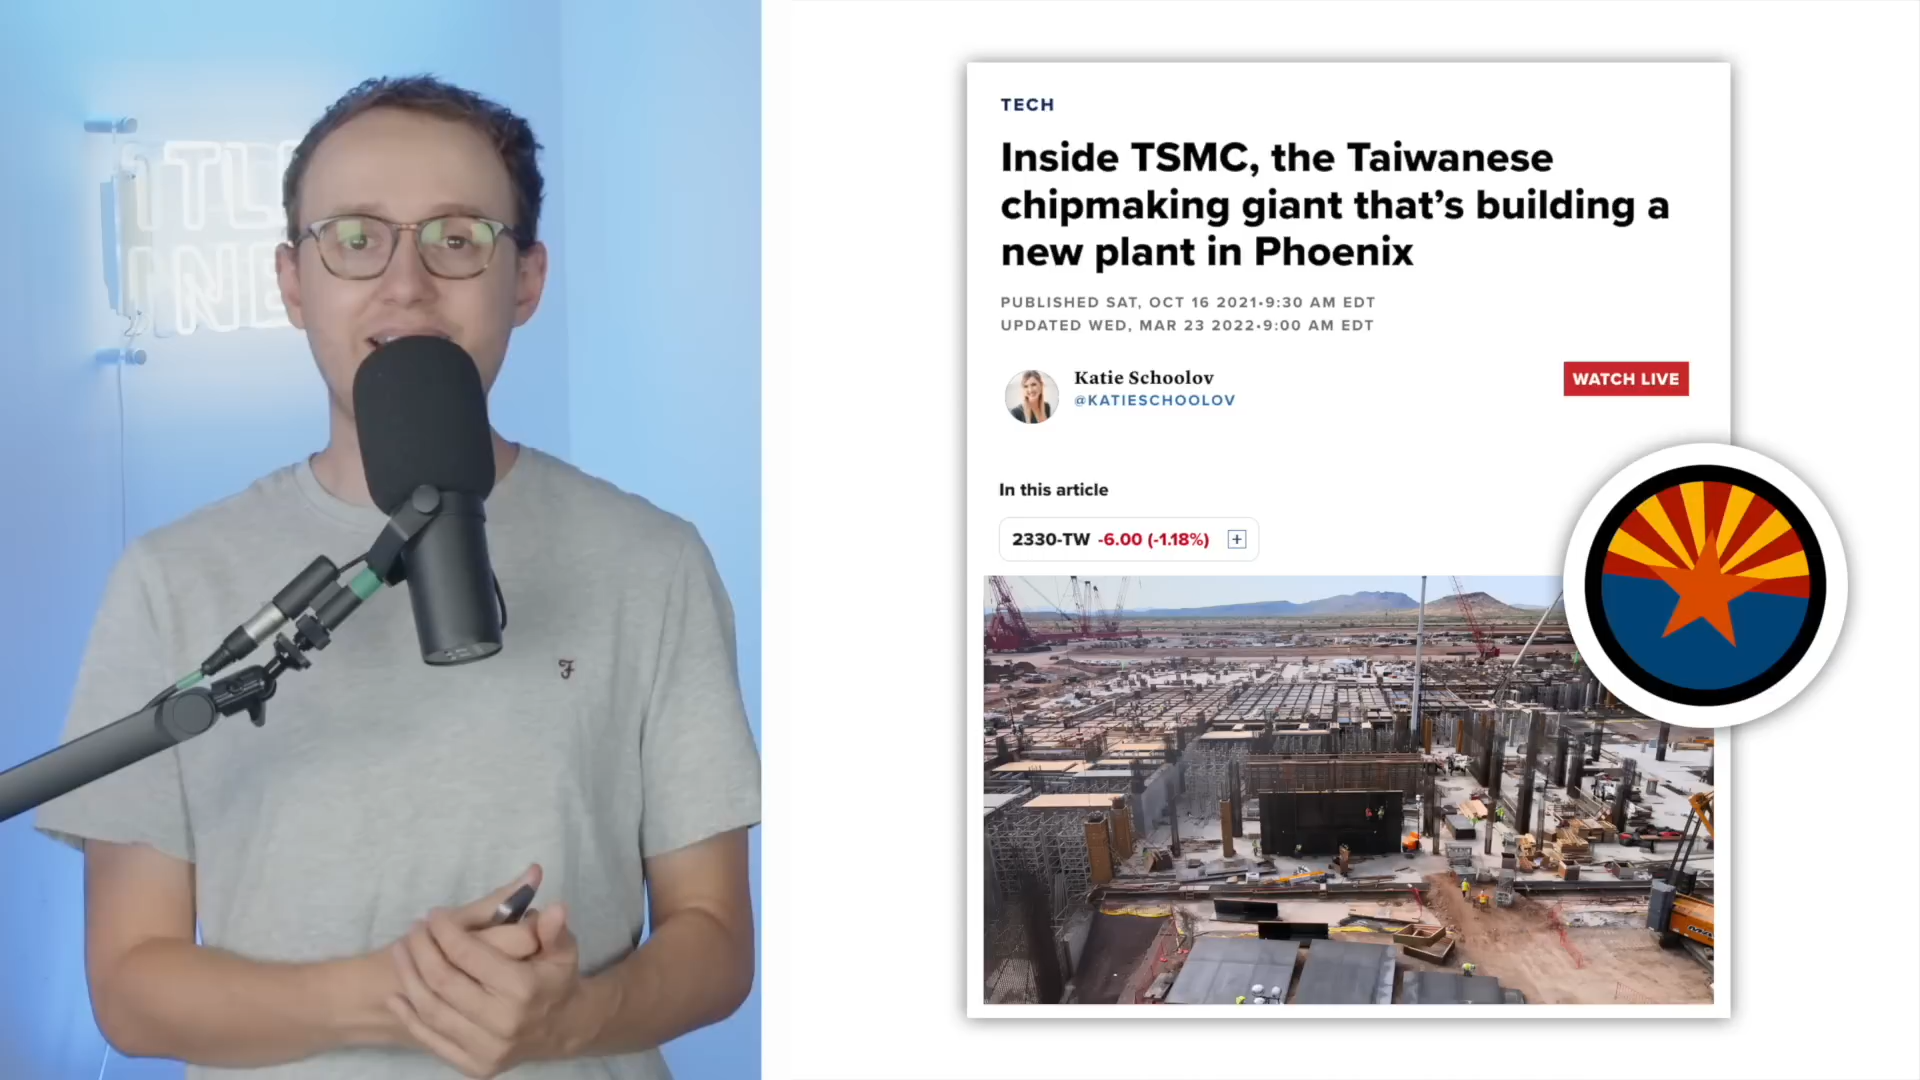 TECH
Inside TSMC, the Taiwanese
chipmaking giant that’s building a
new plant in Phoenix
PUBLISHED SAT, OCT 16 2021•9:30 AM EDT
UPDATED WED, MAR 23 2022•9:00 AM EDT
Katie Schoolov
@KATIESCHOOLOV
WATCH LIVE
In this article
2330-TW -6.00 (-1.18%) +